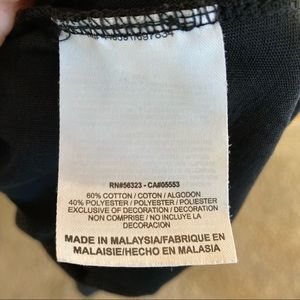 RN#56323 - CA#05553
60% COTTON / COTON / ALGODON
40% POLYESTER / POLYESTER / POLIESTER
EXCLUSIVE OF DECORATION / DECORATION
NON COMPRISE / NO INCLUYE LA
DECORACION
MADE IN MALAYSIA/FABRIQUE EN
MALAISIE/HECHO EN MALASIA